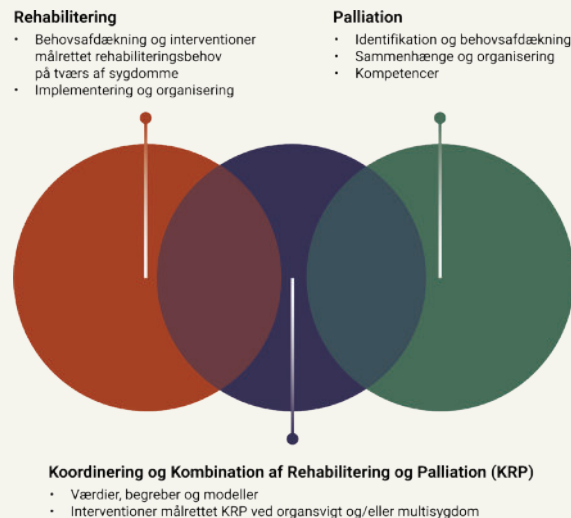 Rehabilitering
• Behovsafdækning og interventioner
målrettet rehabiliteringsbehov
på tværs af sygdomme
• Implementering og organisering
Palliation
• Identifikation og behovsafdækning
• Sammenhænge og organisering
• Kompetencer
Koordinering og Kombination af Rehabilitering og Palliation (KRP)
• Værdier, begreber og modeller
• Interventioner målrettet KRP ved organsvigt og/eller multisygdom